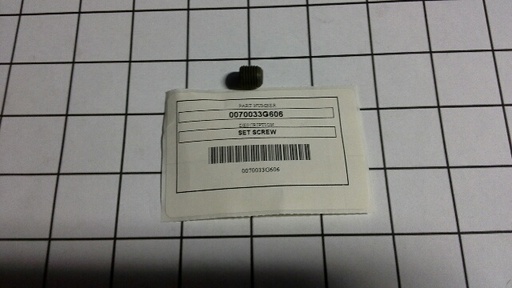 PART NUMBER
0070033G606
DESCRIPTION
SET SCREW
0070033G606